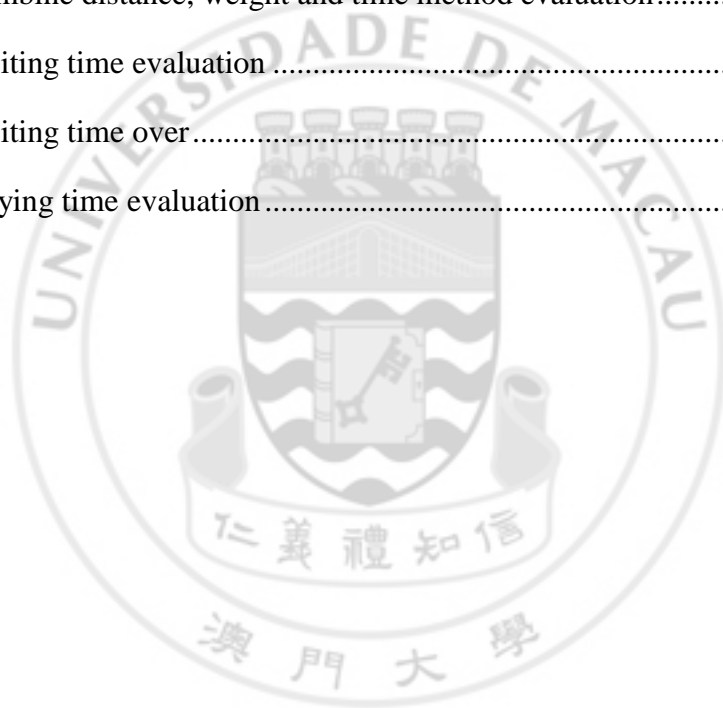 mbine distance, weight and time method evaluation.........
iting time evaluation ..........................................................
iting time over.....................................................................
ying time evaluation ...........................................................
UNIVERSIDADE DE MACAU
仁義禮知信
澳門大學